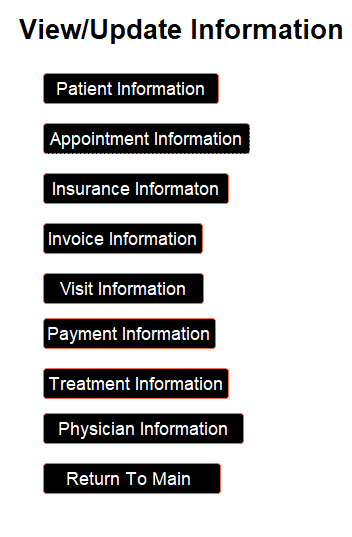 View/Update Information
Patient Information
Appointment Information
Insurance Informaton
Invoice Information
Visit Information
Payment Information
Treatment Information
Physician Information
Return To Main